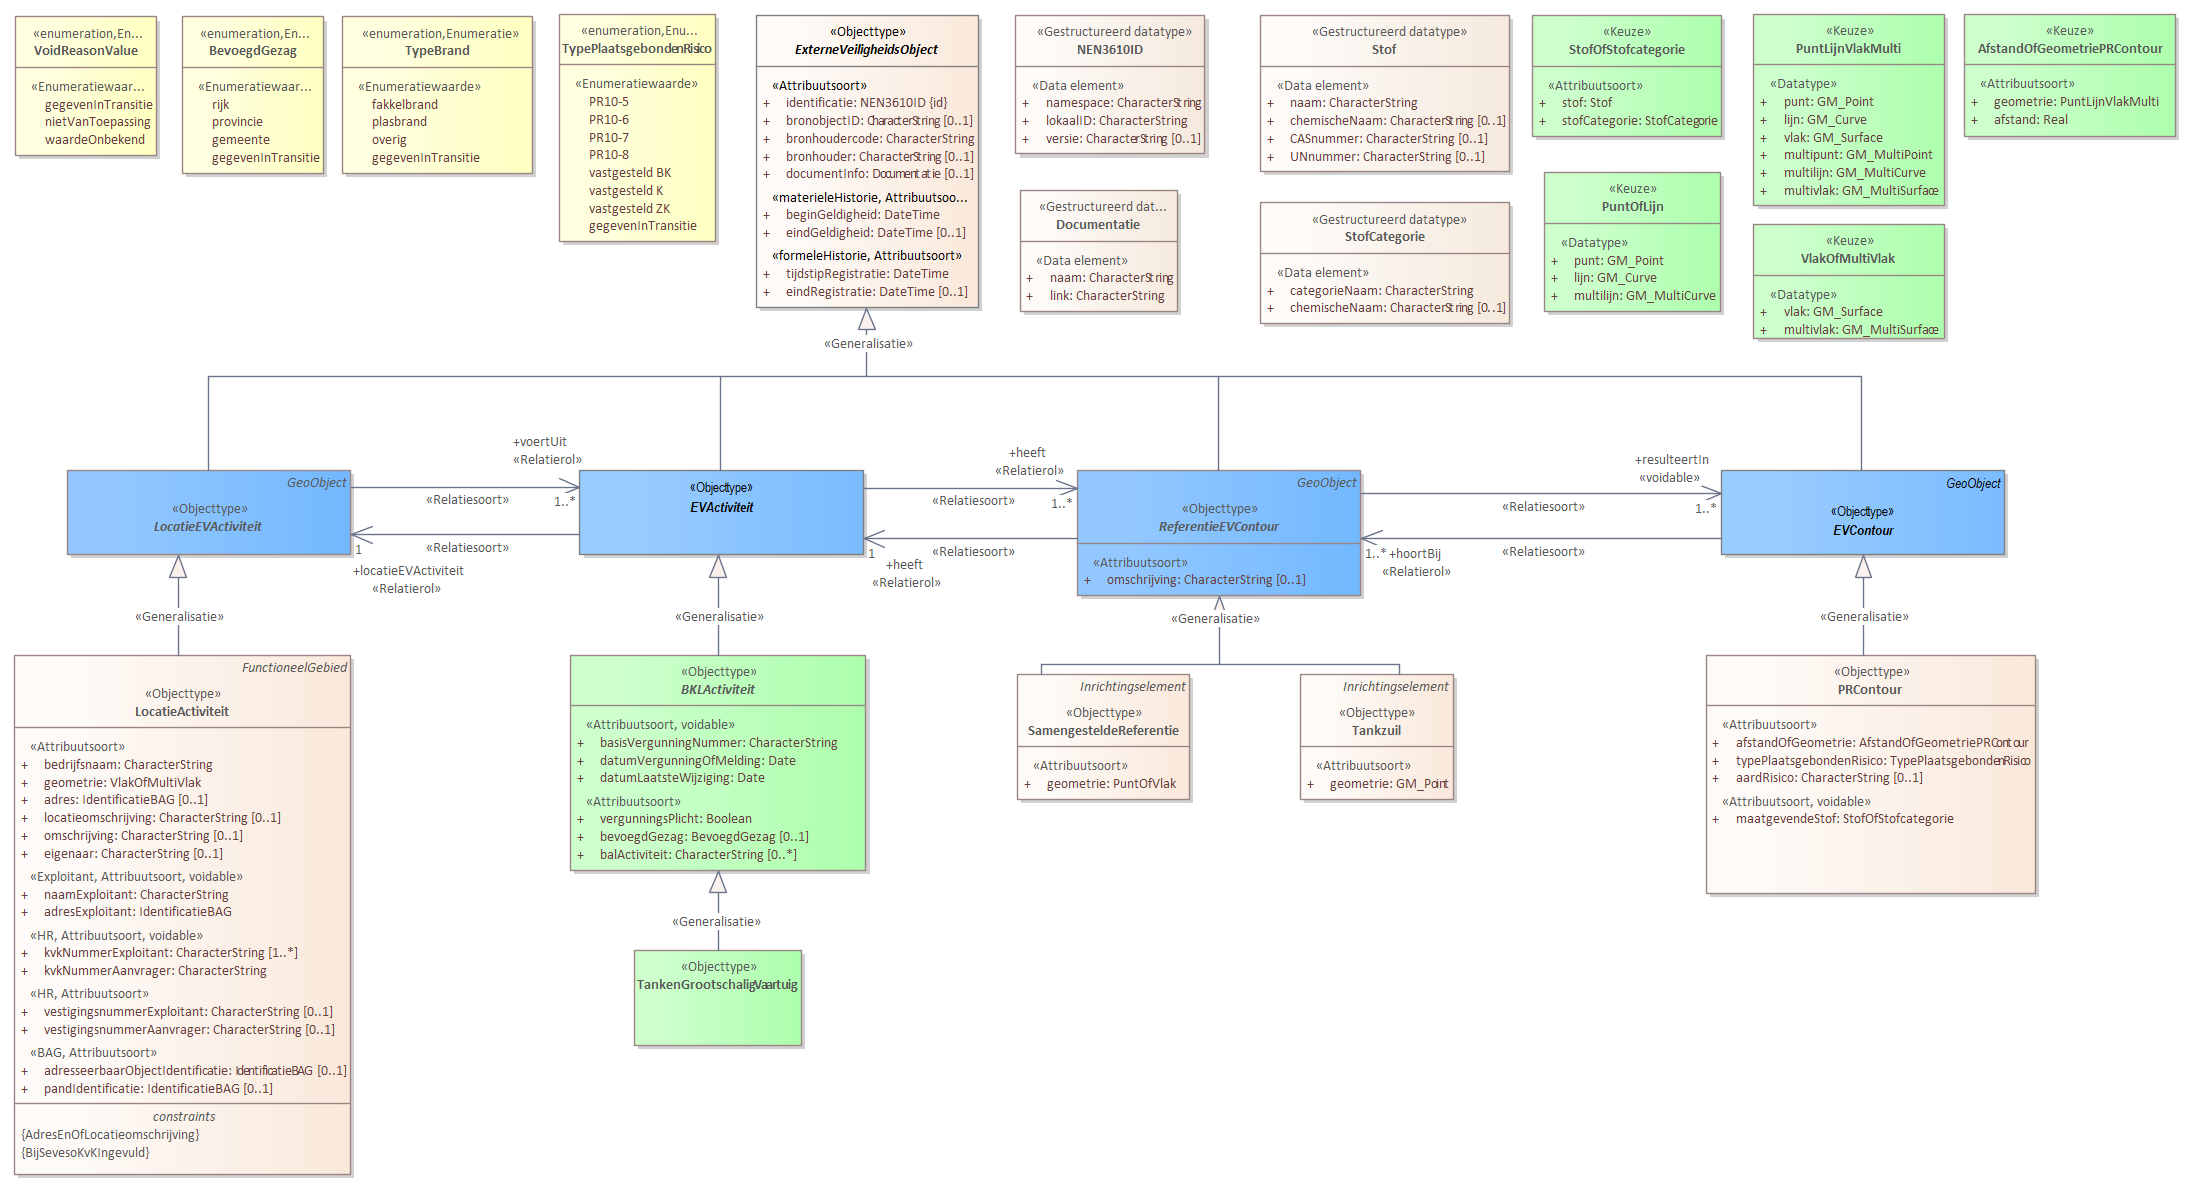 «enumeration,En...
VoidReasonValue
«Enumeratiewaar...
gegevenInTransitie
nietVanToepassing
waardeOnbekend
«enumeration,En...
BevoegdGezag
«Enumeratiewaar...
rijk
provincie
gemeente
gegevenInTransitie
«enumeration,Enumeratie»
TypeBrand
«Enumeratiewaarde»
fakkelbrand
plasbrand
overig
gegevenInTransitie
«enumeration,Enu...
TypePlaatsgebondenRisico
«Enumeratiewaarde»
PR10-5
PR10-6
PR10-7
PR10-8
vastgesteld BK
vastgesteld K
vastgesteld ZK
gegevenInTransitie
«Objecttype»
ExterneVeiligheidsObject
«Attribuutsoort»
+ identificatie: NEN3610ID {id}
+ bronobjectID: CharacterString [0..1]
+ bronhoudercode: CharacterString
+ bronhouder: CharacterString [0..1]
+ documentInfo: Documentatie [0..1]
«materieleHistorie, Attribuutsoo...
+ beginGeldigheid: DateTime
+ eindGeldigheid: DateTime [0..1]
«formeleHistorie, Attribuutsoort»
+ tijdstipRegistratie: DateTime
+ eindRegistratie: DateTime [0..1]
«Gestructureerd datatype»
NEN3610ID
«Data element»
+ namespace: CharacterString
+ lokaalID: CharacterString
+ versie: CharacterString [0..1]
«Gestructureerd dat...
Documentatie
«Data element»
+ naam: CharacterString
+ link: CharacterString
«Gestructureerd datatype»
Stof
«Data element»
+ naam: CharacterString
+ chemischeNaam: CharacterString [0..1]
+ CASnummer: CharacterString [0..1]
+ UNnummer: CharacterString [0..1]
«Gestructureerd datatype»
StofCategorie
«Data element»
+ categorieNaam: CharacterString
+ chemischeNaam: CharacterString [0..1]
«Keuze»
StofOfStofcategorie
«Attribuutsoort»
+ stof: Stof
+ stofCategorie: StofCategorie
«Keuze»
PuntOfLijn
«Datatype»
+ punt: GM_Point
+ lijn: GM_Curve
+ multilijn: GM_MultiCurve
«Keuze»
PuntLijnVlakMulti
«Datatype»
+ punt: GM_Point
+ lijn: GM_Curve
+ vlak: GM_Surface
+ multipunt: GM_MultiPoint
+ multilijn: GM_MultiCurve
+ multivlak: GM_MultiSurface
«Keuze»
VlakOfMultiVlak
«Datatype»
+ vlak: GM_Surface
+ multivlak: GM_MultiSurface
«Keuze»
AfstandOfGeometriePRContour
«Attribuutsoort»
+ geometrie: PuntLijnVlakMulti
+ afstand: Real
«Generalisatie»
GeoObject
«Objecttype»
LocatieEVActiviteit
+voertUit
«Relatierol»
«Relatiesoort»
1..*
«Relatiesoort»
1
+locatieEVActiviteit
«Relatierol»
«Objecttype»
EVActiviteit
+heeft
«Relatierol»
«Relatiesoort»
1..*
«Relatiesoort»
1
+heeft
«Relatierol»
GeoObject
«Objecttype»
ReferentieEVContour
«Attribuutsoort»
+ omschrijving: CharacterString [0..1]
+resulteertIn
«voidable»
«Relatiesoort»
1..*
«Relatiesoort»
1..* +hoortBij
«Relatierol»
GeoObject
«Objecttype»
EVContour
«Generalisatie»
«Generalisatie»
«Generalisatie»
«Generalisatie»
FunctioneelGebied
«Objecttype»
LocatieActiviteit
«Attribuutsoort»
+ bedrijfsnaam: CharacterString
+ geometrie: VlakOfMultiVlak
+ adres: IdentificatieBAG [0..1]
+ locatieomschrijving: CharacterString [0..1]
+ omschrijving: CharacterString [0..1]
+ eigenaar: CharacterString [0..1]
«Exploitant, Attribuutsoort, voidable»
+ naamExploitant: CharacterString
+ adresExploitant: IdentificatieBAG
«HR, Attribuutsoort, voidable»
+ kvkNummerExploitant: CharacterString [1..*]
+ kvkNummerAanvrager: CharacterString
«HR, Attribuutsoort»
+ vestigingsnummerExploitant: CharacterString [0..1]
+ vestigingsnummerAanvrager: CharacterString [0..1]
«BAG, Attribuutsoort»
+ adresseerbaarObjectIdentificatie: IdentificatieBAG [0..1]
+ pandIdentificatie: IdentificatieBAG [0..1]
constraints
{AdresEnOfLocatieomschrijving}
{BijSevesoKvKIngevuld}
«Objecttype»
BKLActiviteit
«Attribuutsoort, voidable»
+ basisVergunningNummer: CharacterString
+ datumVergunningOfMelding: Date
+ datumLaatsteWijziging: Date
«Attribuutsoort»
+ vergunningsPlicht: Boolean
+ bevoegdGezag: BevoegdGezag [0..1]
+ balActiviteit: CharacterString [0..*]
«Generalisatie»
«Objecttype»
TankenGrootschaligVaartuig
Inrichtingselement
«Objecttype»
SamengesteldeReferentie
«Attribuutsoort»
+ geometrie: PuntOfVlak
Inrichtingselement
«Objecttype»
Tankzuil
«Attribuutsoort»
+ geometrie: GM_Point
«Objecttype»
PRContour
«Attribuutsoort»
+ afstandOfGeometrie: AfstandOfGeometriePRContour
+ typePlaatsgebondenRisico: TypePlaatsgebondenRisico
+ aardRisico: CharacterString [0..1]
«Attribuutsoort, voidable»
+ maatgevendeStof: StofOfStofcategorie